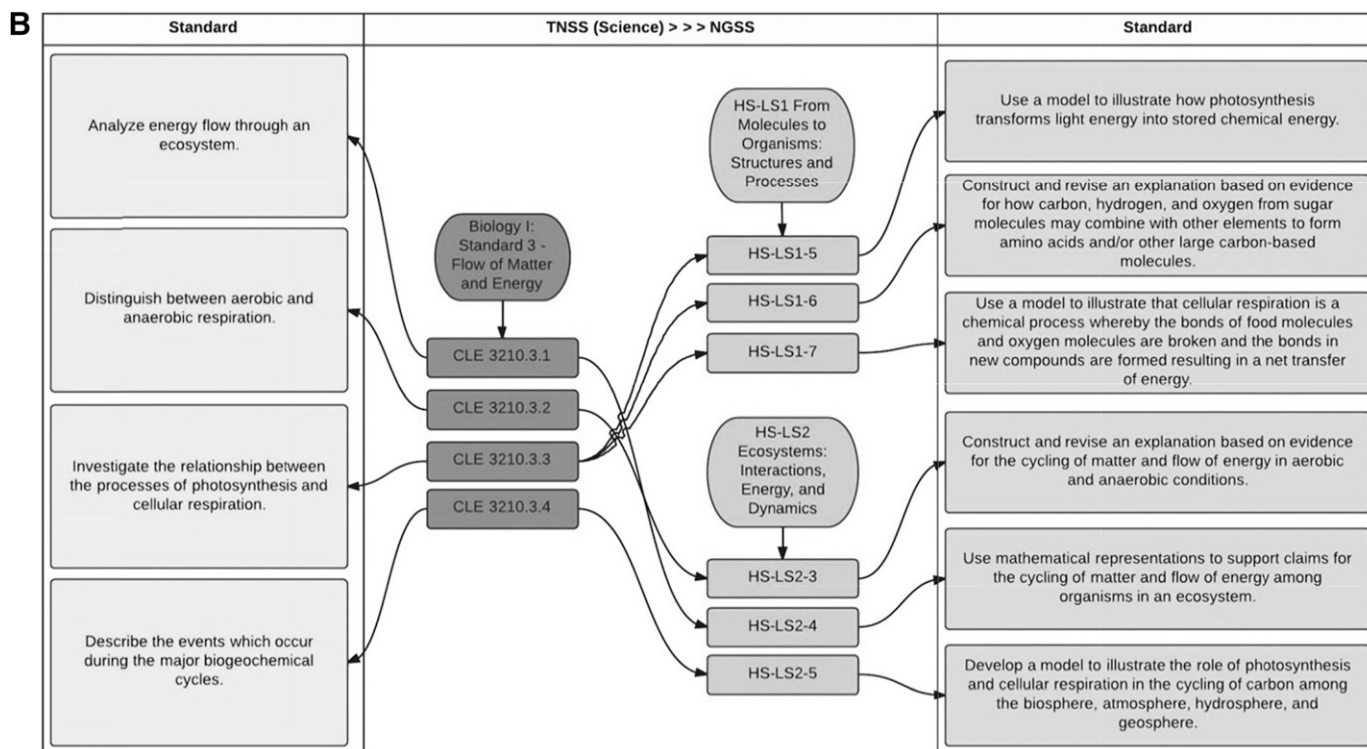 B
Standard
TNSS (Science) > > > NGSS
Standard
Analyze energy flow through an
ecosystem.
Distinguish between aerobic and
anaerobic respiration.
Investigate the relationship between
the processes of photosynthesis and
cellular respiration.
Describe the events which occur
during the major biogeochemical
cycles.
Biology I:
Standard 3 -
Flow of Matter
and Energy
CLE 3210.3.1
CLE 3210.3.2
CLE 3210.3.3
CLE 3210.3.4
HS-LS1 From
Molecules to
Organisms:
Structures and
Processes
HS-LS1-5
HS-LS1-6
HS-LS1-7
HS-LS2
Ecosystems:
Interactions,
Energy, and
Dynamics
HS-LS2-3
HS-LS2-4
HS-LS2-5
Use a model to illustrate how photosynthesis
transforms light energy into stored chemical energy.
Construct and revise an explanation based on evidence
for how carbon, hydrogen, and oxygen from sugar
molecules may combine with other elements to form
amino acids and/or other large carbon-based
molecules.
Use a model to illustrate that cellular respiration is a
chemical process whereby the bonds of food molecules
and oxygen molecules are broken and the bonds in
new compounds are formed resulting in a net transfer
of energy.
Construct and revise an explanation based on evidence
for the cycling of matter and flow of energy in aerobic
and anaerobic conditions.
Use mathematical representations to support claims for
the cycling of matter and flow of energy among
organisms in an ecosystem.
Develop a model to illustrate the role of photosynthesis
and cellular respiration in the cycling of carbon among
the biosphere, atmosphere, hydrosphere, and
geosphere.